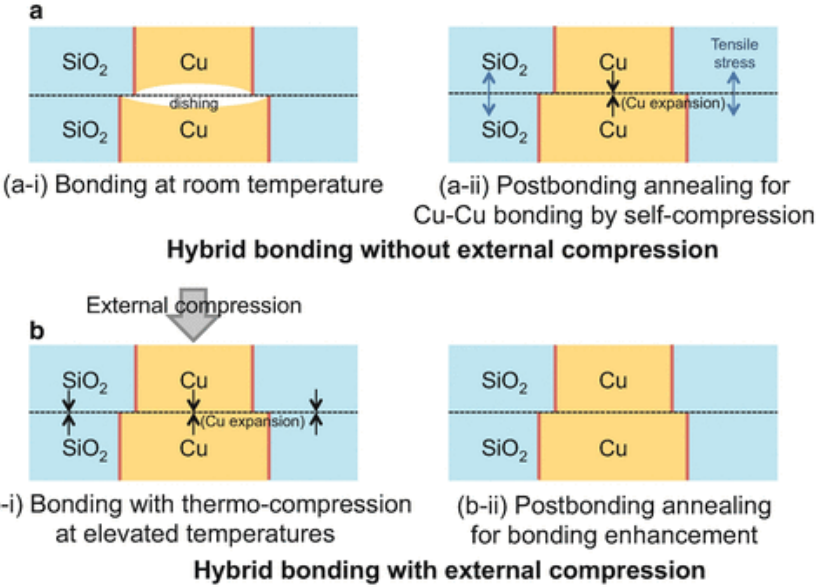 a
SiO2
Cu
dishing
SiO2
Cu
(a-i) Bonding at room temperature
SiO2
Cu
Tensile
stress
(Cu expansion)
SiO2
Cu
(a-ii) Postbonding annealing for
Cu-Cu bonding by self-compression
Hybrid bonding without external compression
External compression
b
SiO2
Cu
(Cu expansion)
SiO2
Cu
-i) Bonding with thermo-compression
at elevated temperatures
SiO2
Cu
SiO2
Cu
(b-ii) Postbonding annealing
for bonding enhancement
Hybrid bonding with external compression